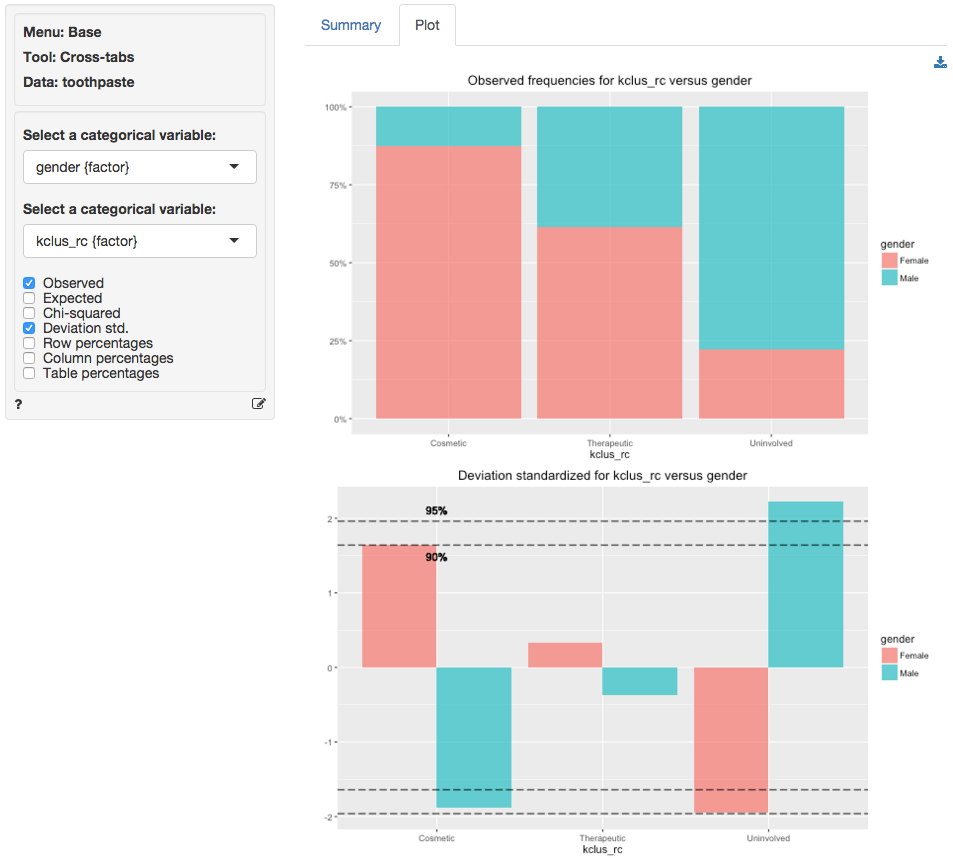 Menu: Base
Tool: Cross-tabs
Data: toothpaste
Select a categorical variable:
gender {factor}
Select a categorical variable:
kclus_rc {factor}
Observed
Expected
Chi-squared
Deviation std.
Row percentages
Column percentages
Table percentages
?
Summary
Plot
Observed frequencies for kclus_rc versus gender
100%
75%
50%
25%
0%
Cosmetic
Therapeutic
Uninvolved
kclus_rc
gender
Female
Male
Deviation standardized for kclus_rc versus gender
95%
90%
2
1
0
-1
-2
Cosmetic
Therapeutic
Uninvolved
kclus_rc
gender
Female
Male